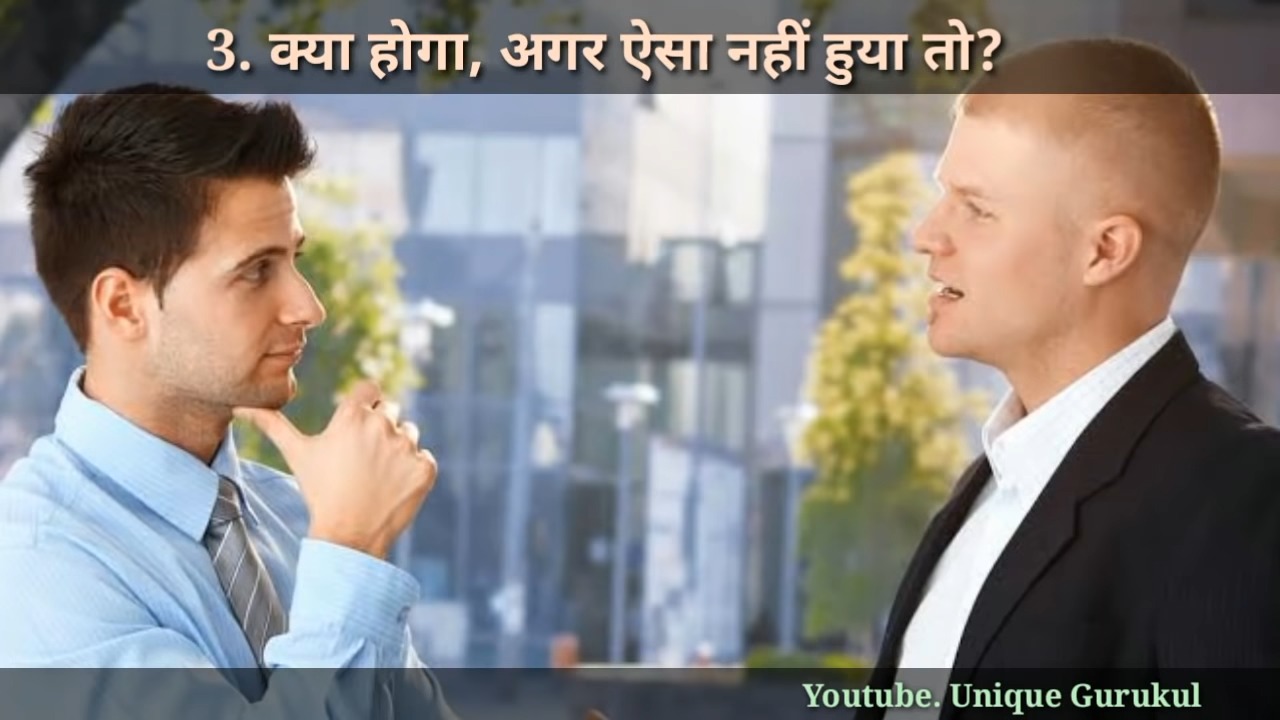 3. क्या होगा, अगर ऐसा नहीं हुया तो?
Youtube. Unique Gurukul